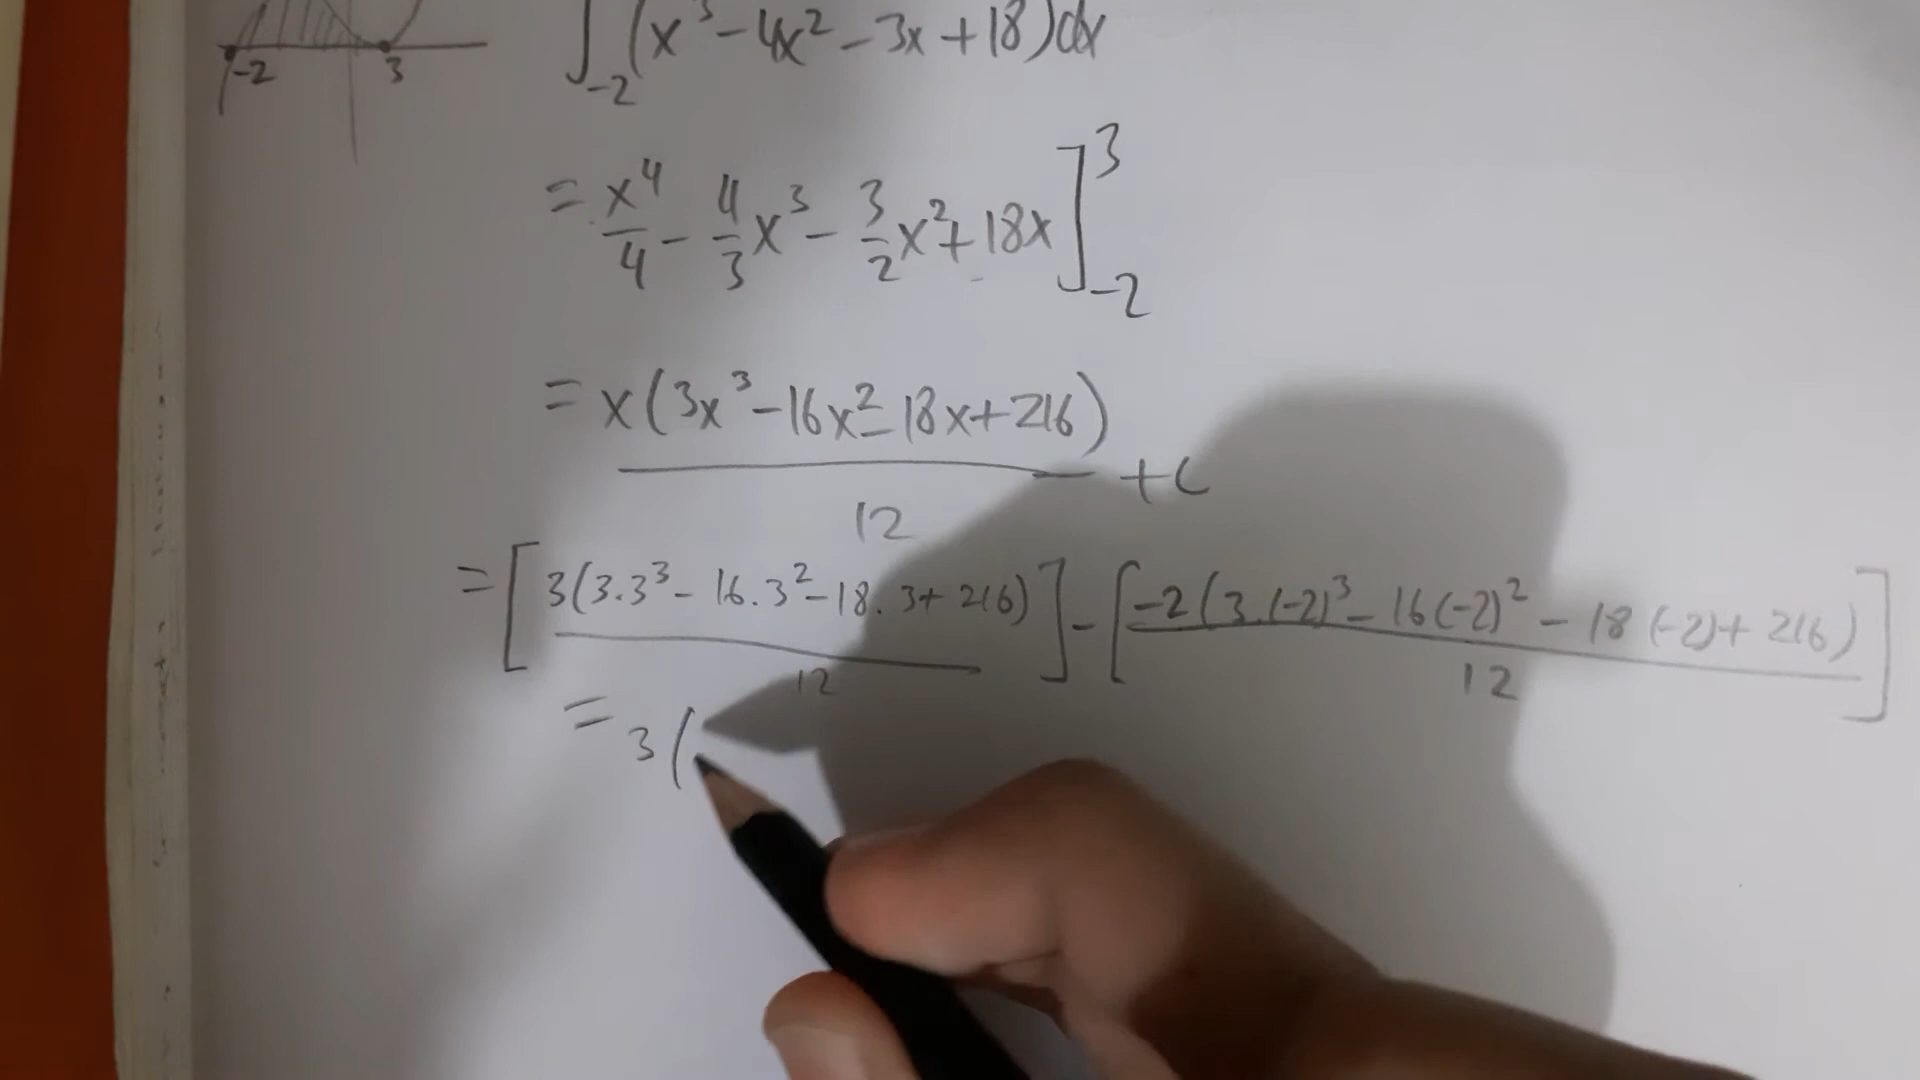 -2 3
∫₋₂ (x³ - 4x² - 3x + 18)dx
= x⁴/4 - 4/3 x³ - 3/2 x² + 18x ]³₋₂
= x(3x³ - 16x² - 18x + 216)/12 + C
= [3(3.3³ - 16.3² - 18.3 + 216)/12] - [-2(3.(-2)³ - 16(-2)² - 18(-2) + 216)/12]
= 3(